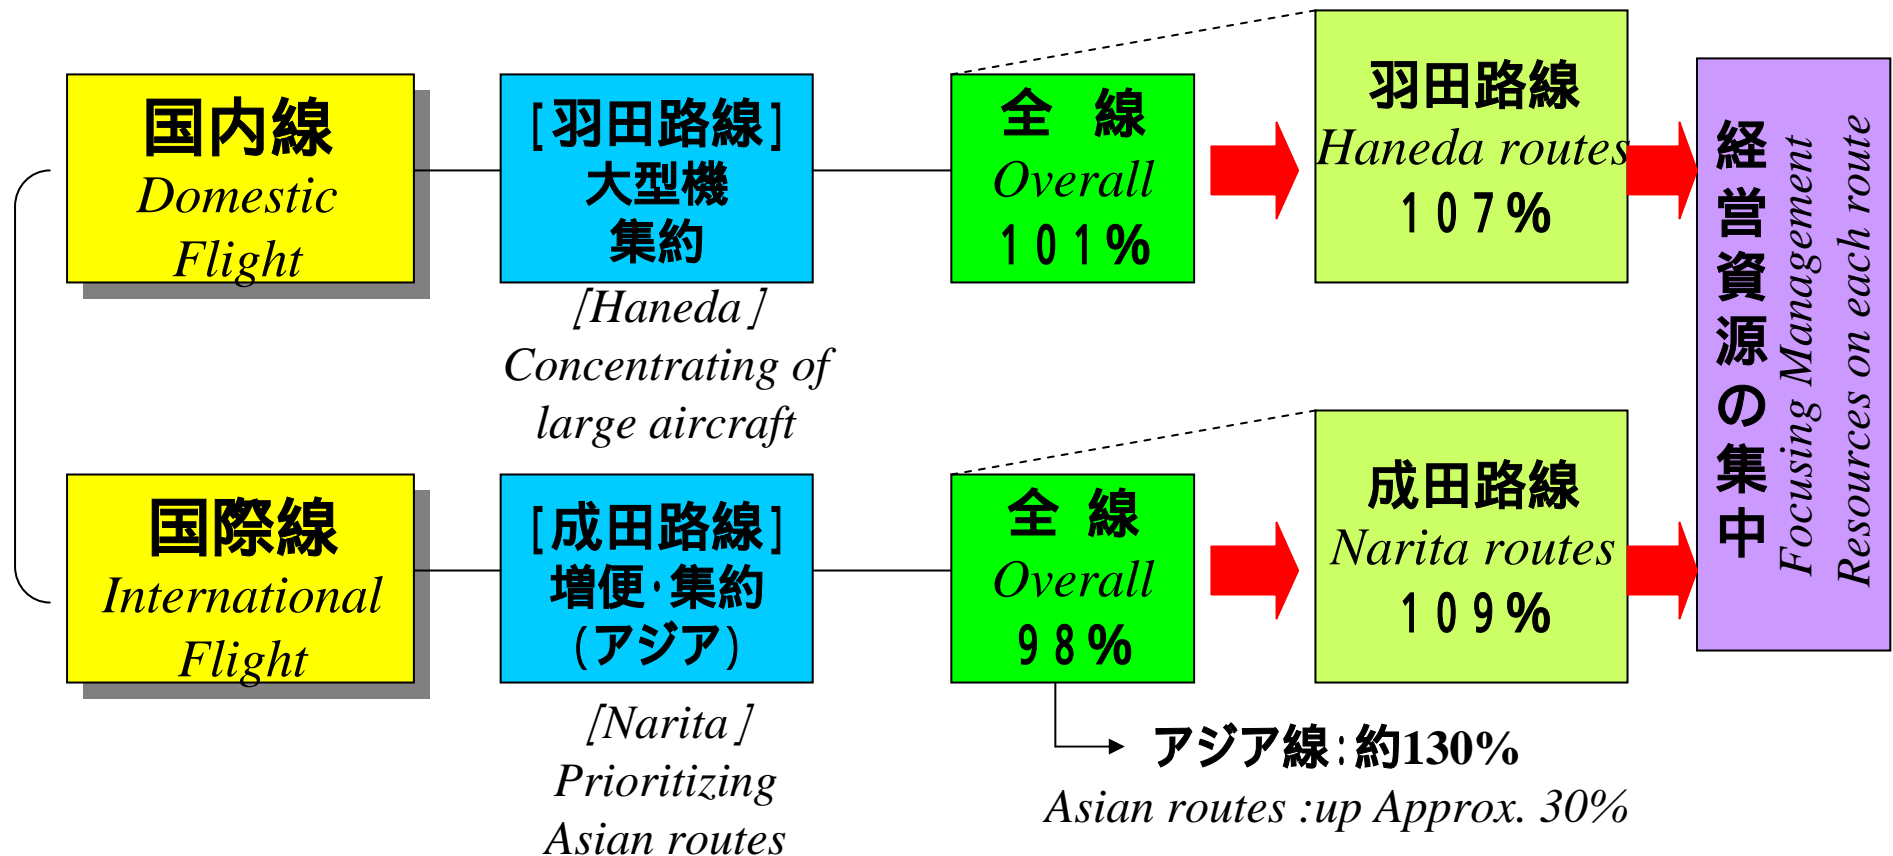 国内線
Domestic
Flight
[羽田路線]
大型機
集約
[Haneda]
Concentrating of
large aircraft
全 線
Overall
101%
羽田路線
Haneda routes
107%
国際線
International
Flight
[成田路線]
増便・集約
(アジア)
[Narita]
Prioritizing
Asian routes
全 線
Overall
98%
成田路線
Narita routes
109%
アジア線:約130%
Asian routes :up Approx. 30%
経営資源の集中
Focusing Management
Resources on each route